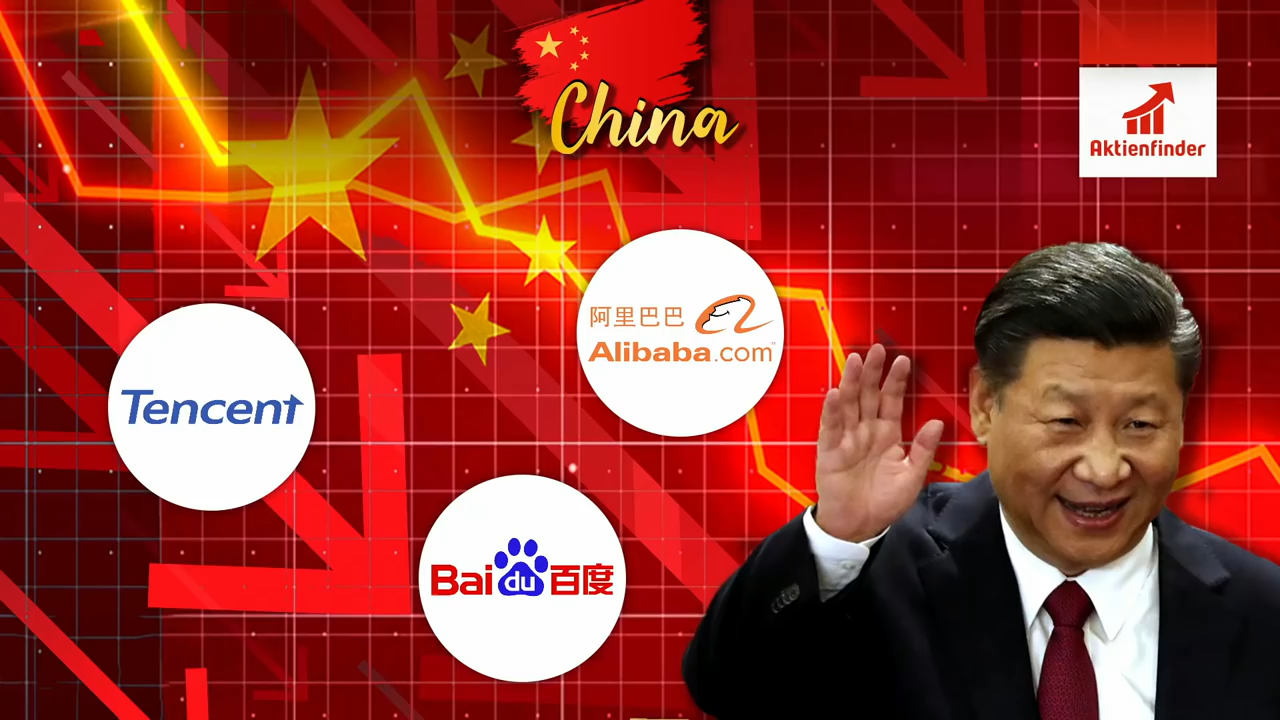 China
Aktienfinder
阿里巴巴
Alibaba.com
Tencent
Bai du 百度